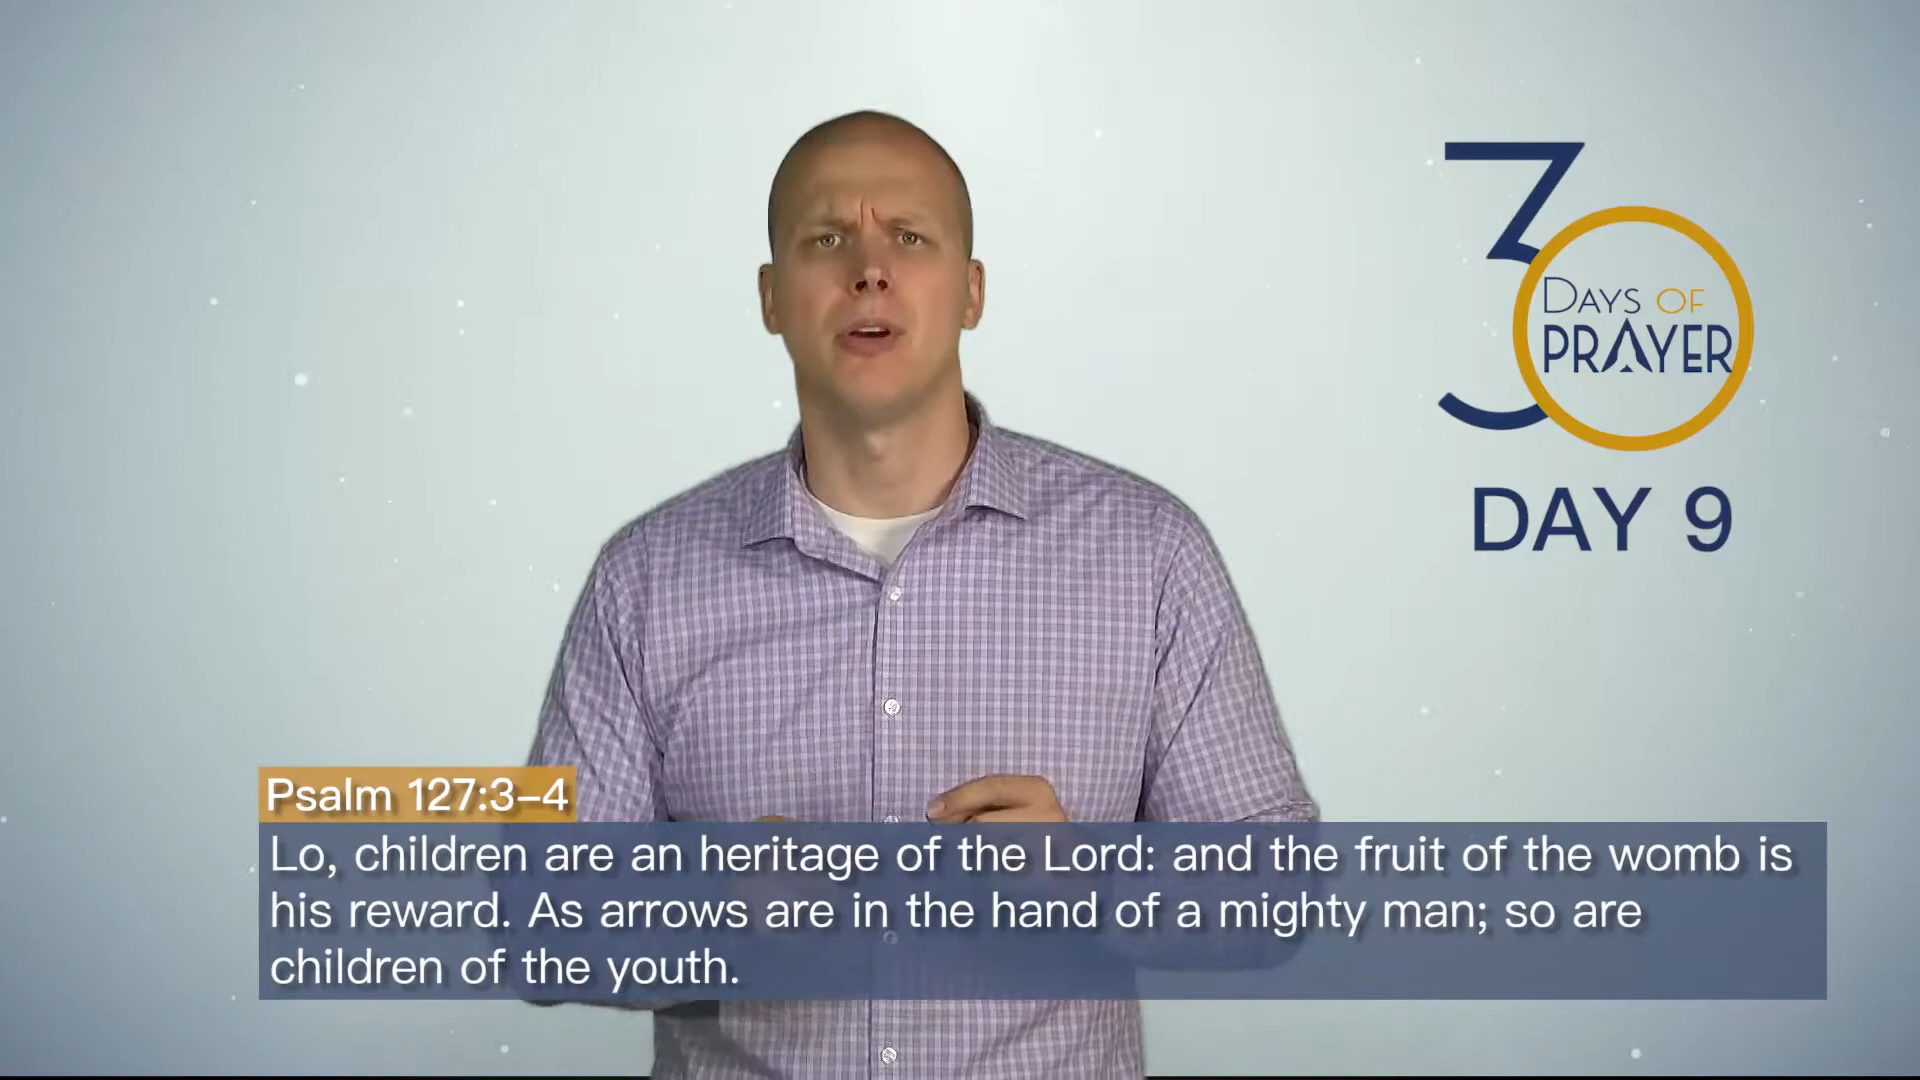 30
DAYS OF
PRAYER
DAY 9
Psalm 127:3–4
Lo, children are an heritage of the Lord: and the fruit of the womb is
his reward. As arrows are in the hand of a mighty man; so are
children of the youth.